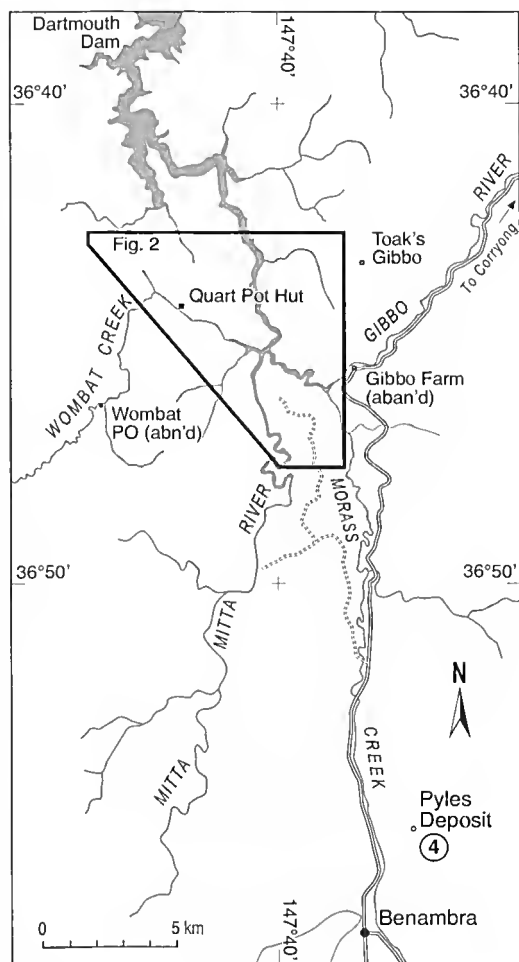 Dartmouth
Dam
147°40'
36°40'
36°40'
RIVER
To Corryong
Fig. 2
Toak's
Gibbo
Quart Pot Hut
GIBBO
WOMBAT CREEK
Gibbo Farm
(aban'd)
Wombat
PO (abn'd)
MORASS
RIVER
36°50'
36°50'
MITTA
N
MITTA
CREEK
Pyles
Deposit
4
147°40'
0 5 km
Benambra